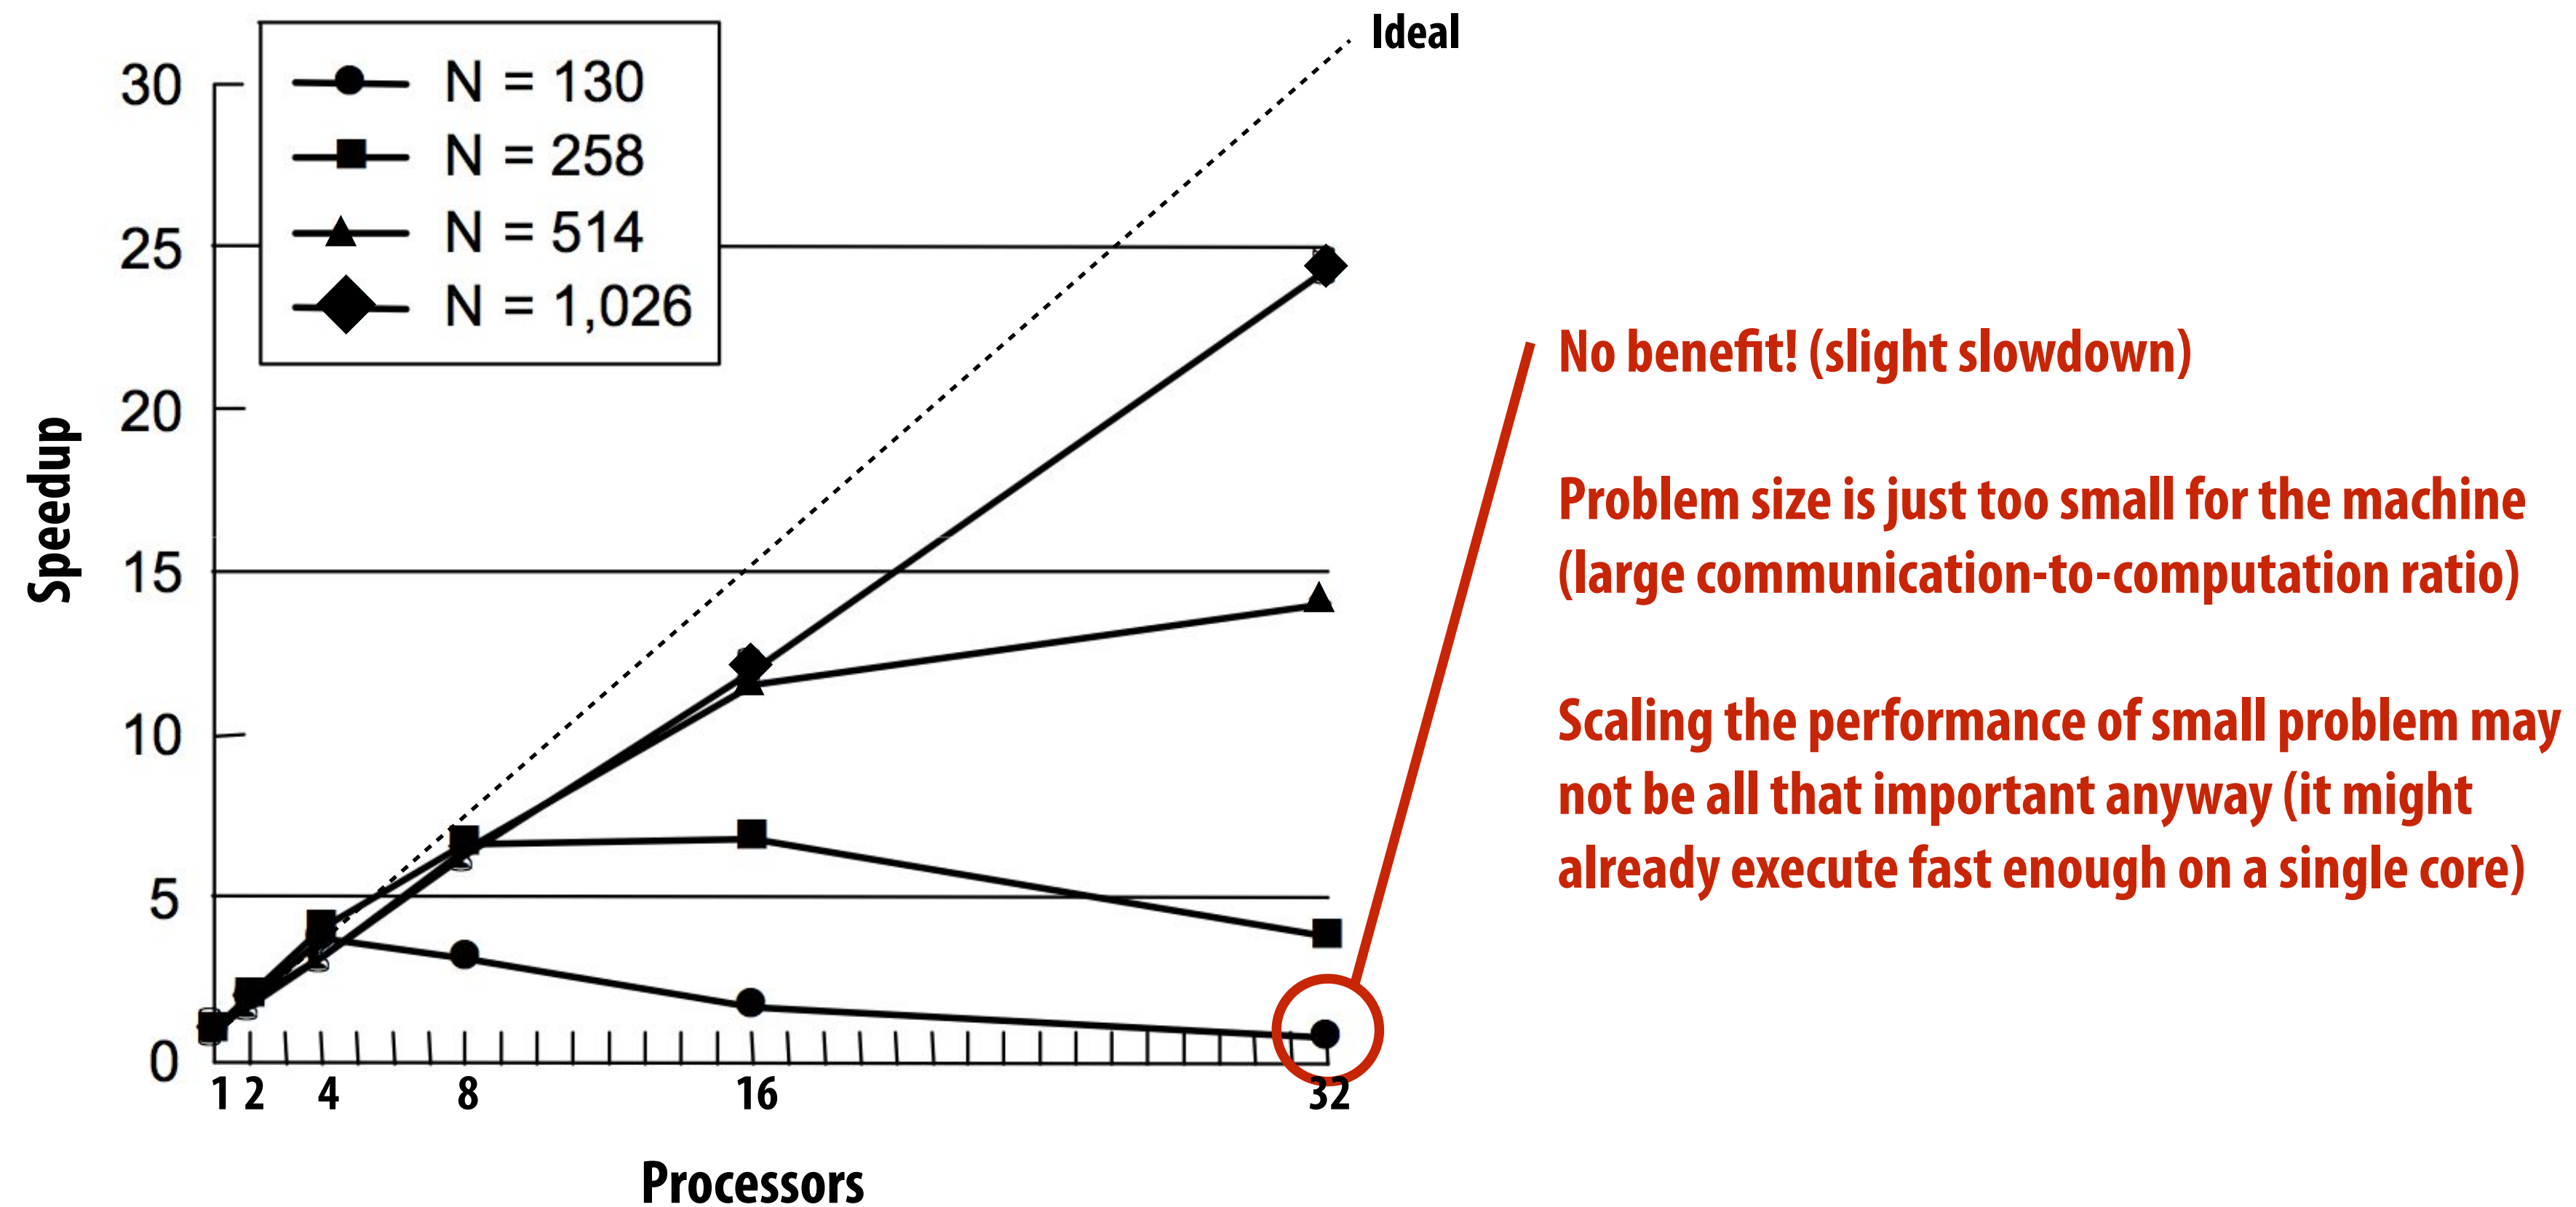 Ideal
N = 130
N = 258
N = 514
N = 1,026
30
25
20
15
10
5
0
Speedup
1 2 4 8 16 32
Processors
No benefit! (slight slowdown)
Problem size is just too small for the machine
(large communication-to-computation ratio)
Scaling the performance of small problem may
not be all that important anyway (it might
already execute fast enough on a single core)